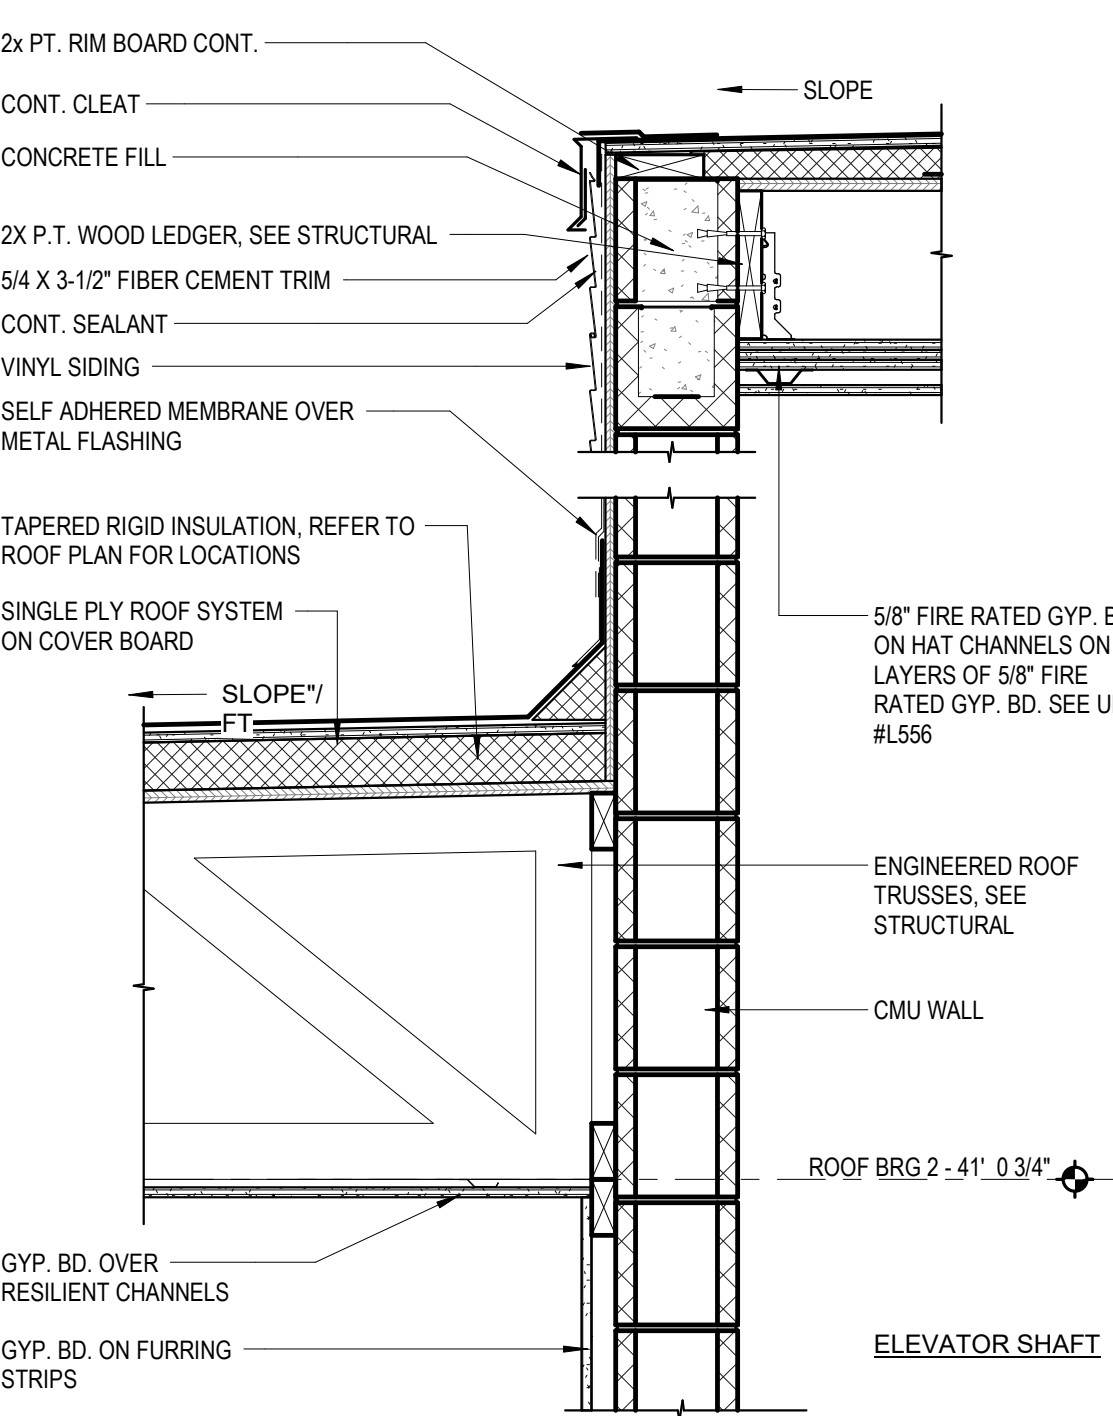 2x PT. RIM BOARD CONT.
CONT. CLEAT
CONCRETE FILL
2X P.T. WOOD LEDGER, SEE STRUCTURAL
5/4 X 3-1/2" FIBER CEMENT TRIM
CONT. SEALANT
VINYL SIDING
SELF ADHERED MEMBRANE OVER
METAL FLASHING
TAPERED RIGID INSULATION, REFER TO
ROOF PLAN FOR LOCATIONS
SINGLE PLY ROOF SYSTEM
ON COVER BOARD
SLOPE"/
FT
GYP. BD. OVER
RESILIENT CHANNELS
GYP. BD. ON FURRING
STRIPS
SLOPE
5/8" FIRE RATED GYP.
ON HAT CHANNELS ON
LAYERS OF 5/8" FIRE
RATED GYP. BD. SEE
#L556
ENGINEERED ROOF
TRUSSES, SEE
STRUCTURAL
CMU WALL
ROOF BRG 2 - 41' 0 3/4"
ELEVATOR SHAFT